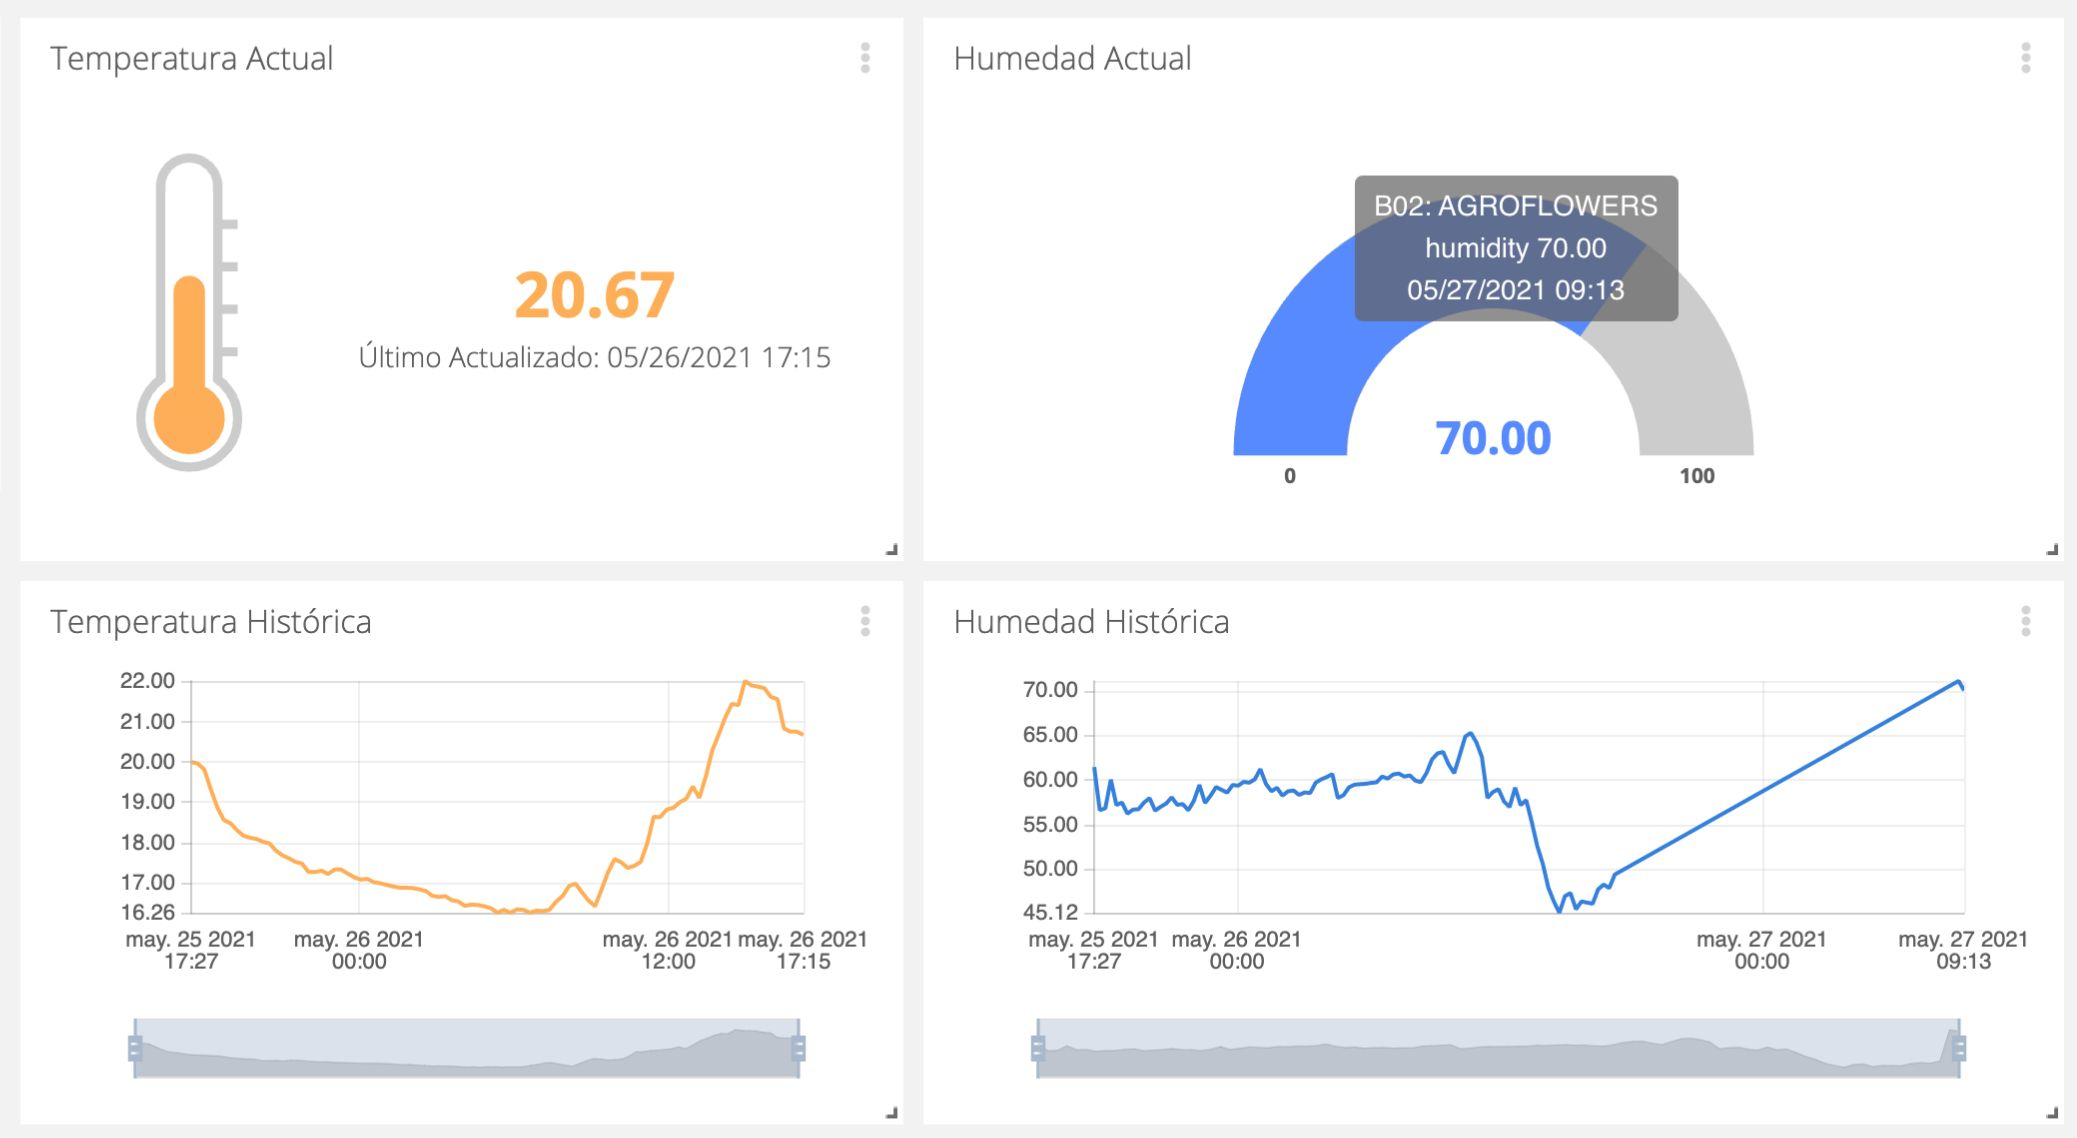 Temperatura Actual
20.67
Último Actualizado: 05/26/2021 17:15
Humedad Actual
B02: AGROFLOWERS
humidity 70.00
05/27/2021 09:13
70.00
0
100
Temperatura Histórica
22.00
21.00
20.00
19.00
18.00
17.00
16.26
may. 25 2021 may. 26 2021 may. 26 2021 may. 26 2021
17:27 00:00 12:00 17:15
Humedad Histórica
70.00
65.00
60.00
55.00
50.00
45.12
may. 25 2021 may. 26 2021 may. 27 2021 may. 27 2021
17:27 00:00 00:00 09:13